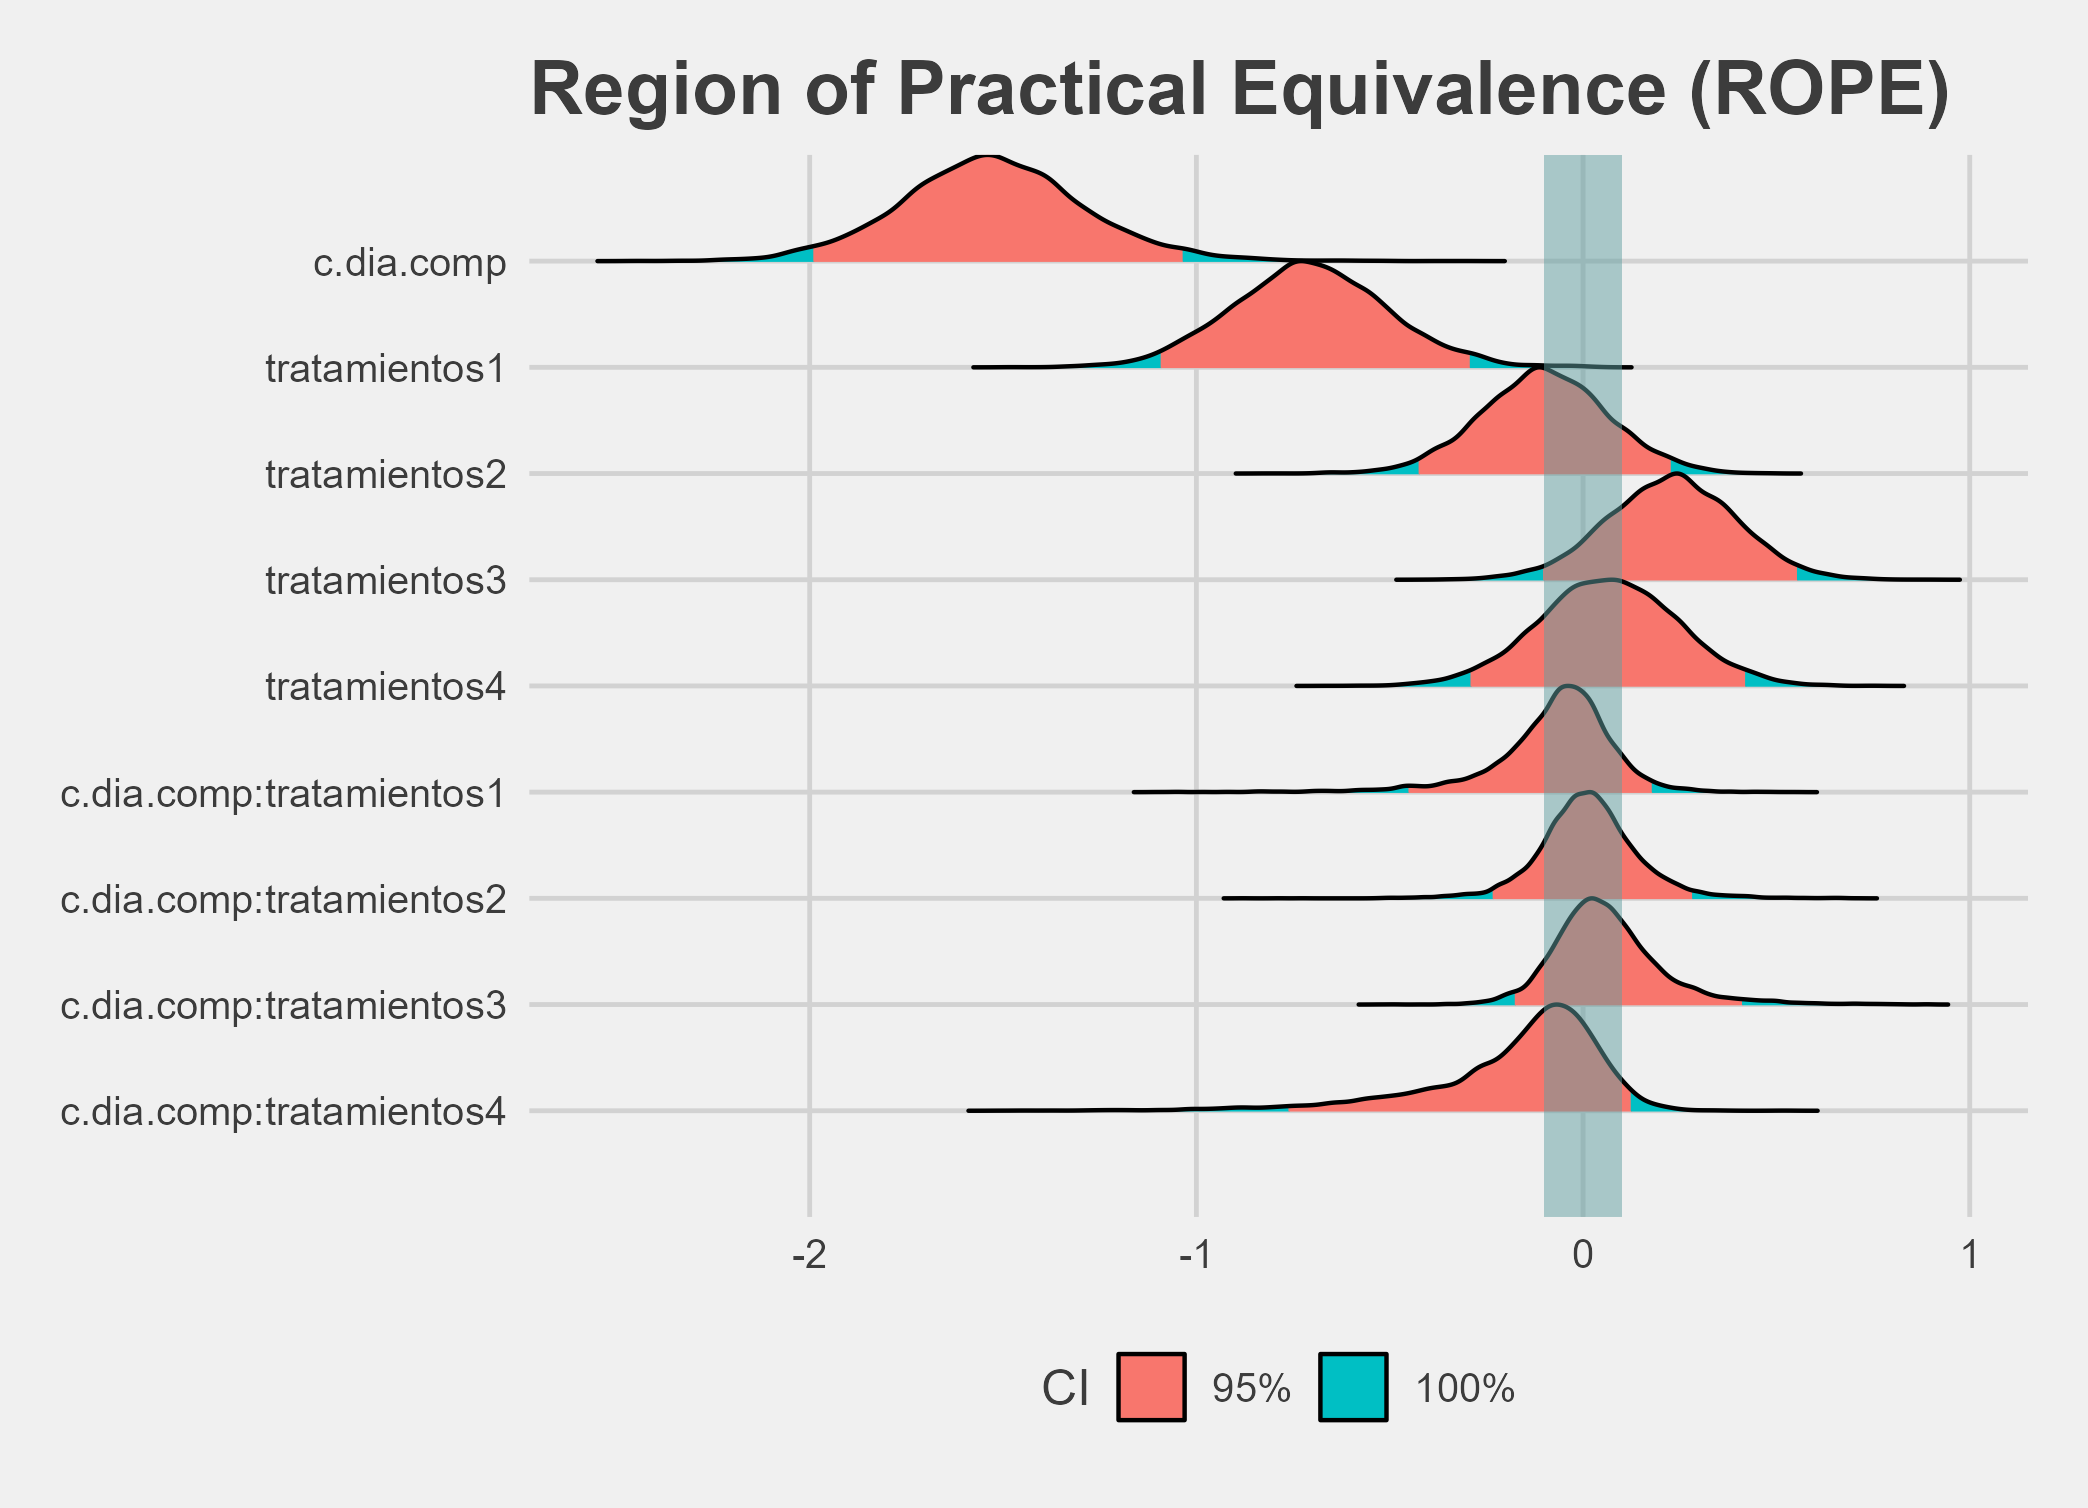 Region of Practical Equivalence (ROPE)
c.dia.comp
tratamientos1
tratamientos2
tratamientos3
tratamientos4
c.dia.comp:tratamientos1
c.dia.comp:tratamientos2
c.dia.comp:tratamientos3
c.dia.comp:tratamientos4
-2 -1 0 1
CI 95% 100%